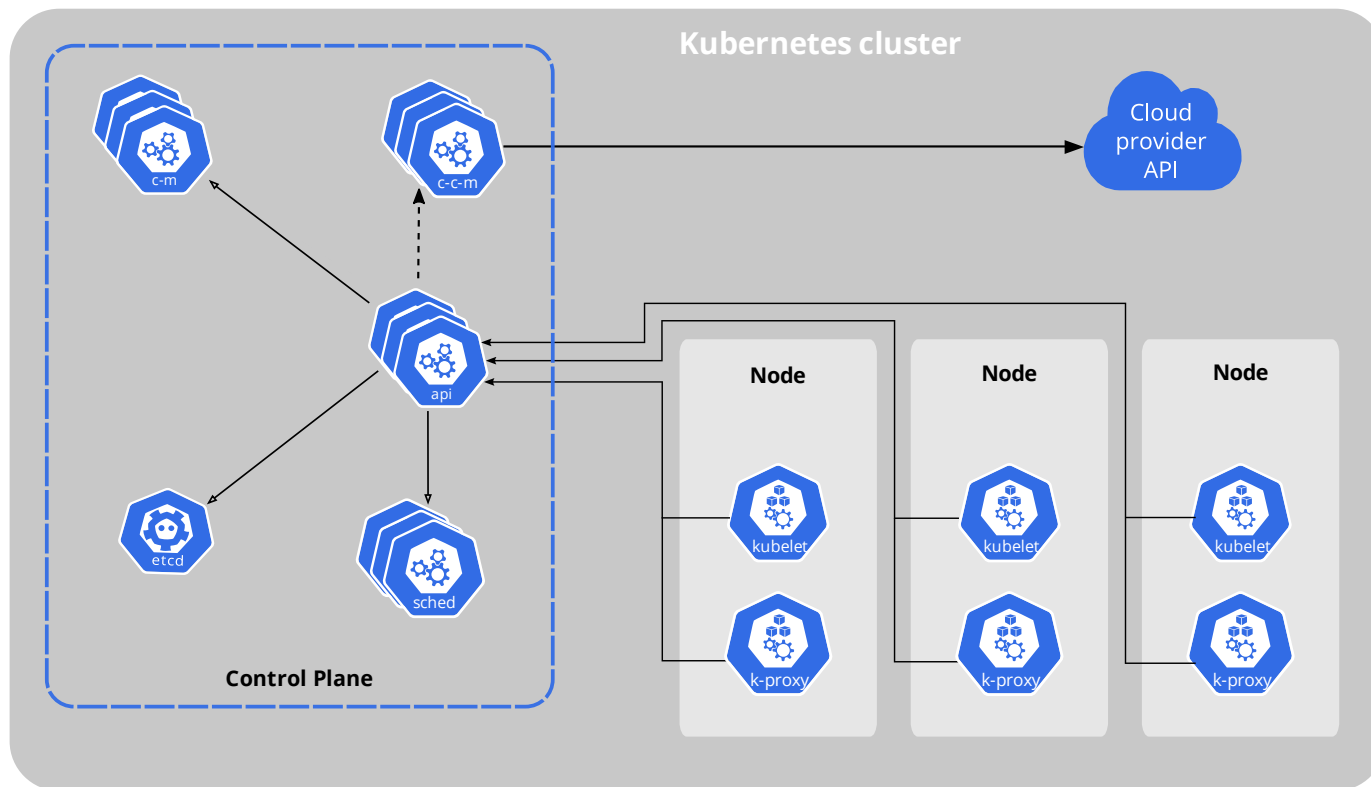 Kubernetes cluster
c-m
c-c-m
Cloud
provider
API
api
Node
Node
Node
etcd
sched
kubelet
kubelet
kubelet
k-proxy
k-proxy
k-proxy
Control Plane